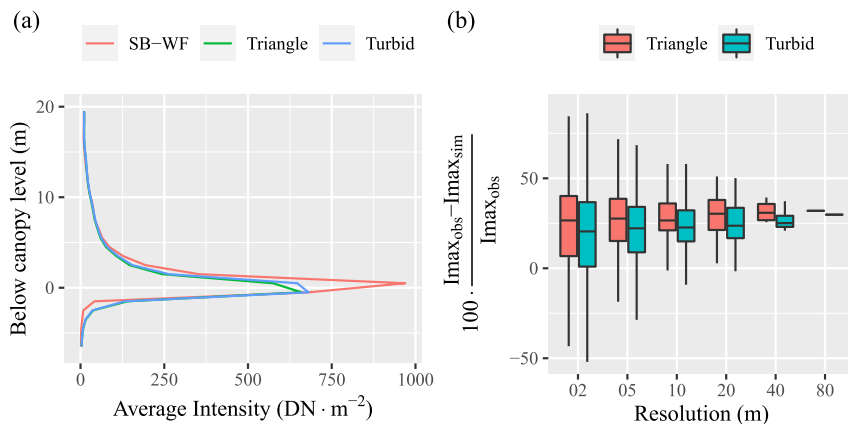 (a)
SB−WF Triangle Turbid
Below canopy level (m)
20
10
0
0 250 500 750 1000
Average Intensity (DN · m⁻²)
(b)
Triangle Turbid
100 · Imax_obs−Imax_sim
Imax_obs
50
0
−50
02 05 10 20 40 80
Resolution (m)